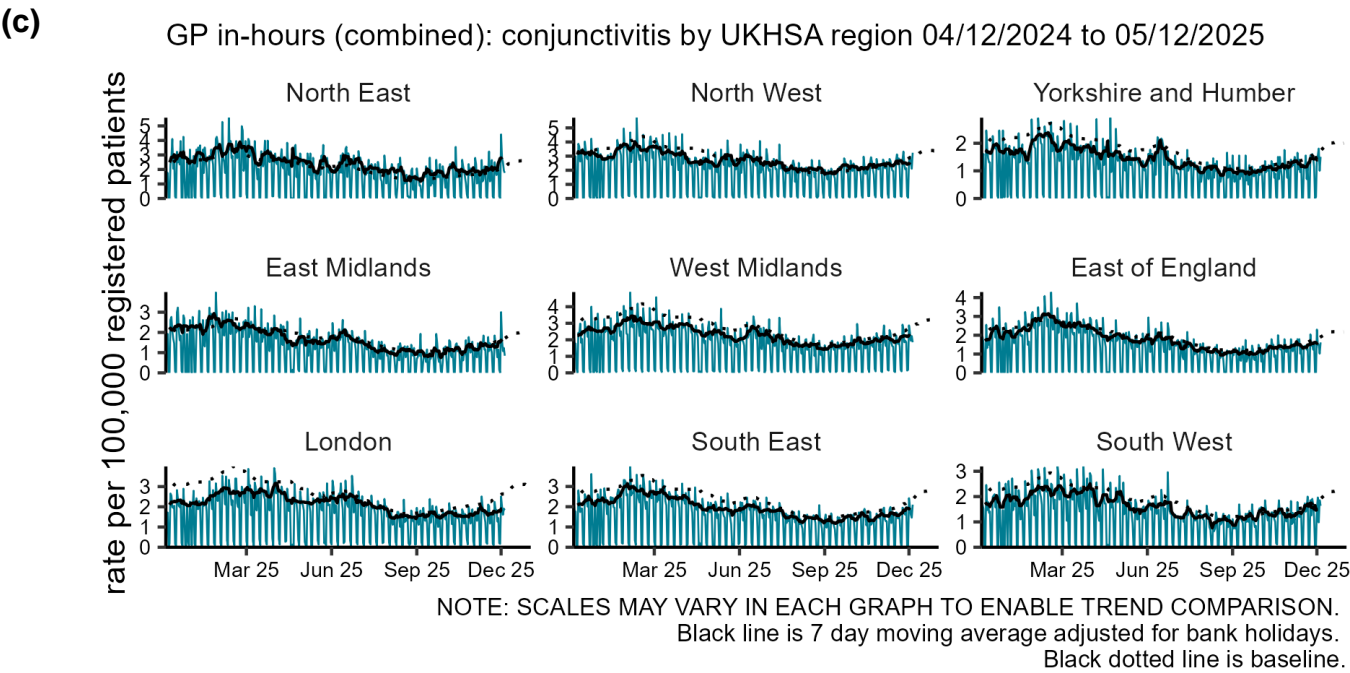 (c)
GP in-hours (combined): conjunctivitis by UKHSA region 04/12/2024 to 05/12/2025
rate per 100,000 registered patients
North East
5
4
3
2
1
0
North West
5
4
3
2
1
0
Yorkshire and Humber
2
1
0
East Midlands
3
2
1
0
West Midlands
4
3
2
1
0
East of England
4
3
2
1
0
London
3
2
1
0
Mar 25 Jun 25 Sep 25 Dec 25
South East
3
2
1
0
Mar 25 Jun 25 Sep 25 Dec 25
South West
3
2
1
0
Mar 25 Jun 25 Sep 25 Dec 25
NOTE: SCALES MAY VARY IN EACH GRAPH TO ENABLE TREND COMPARISON.
Black line is 7 day moving average adjusted for bank holidays.
Black dotted line is baseline.